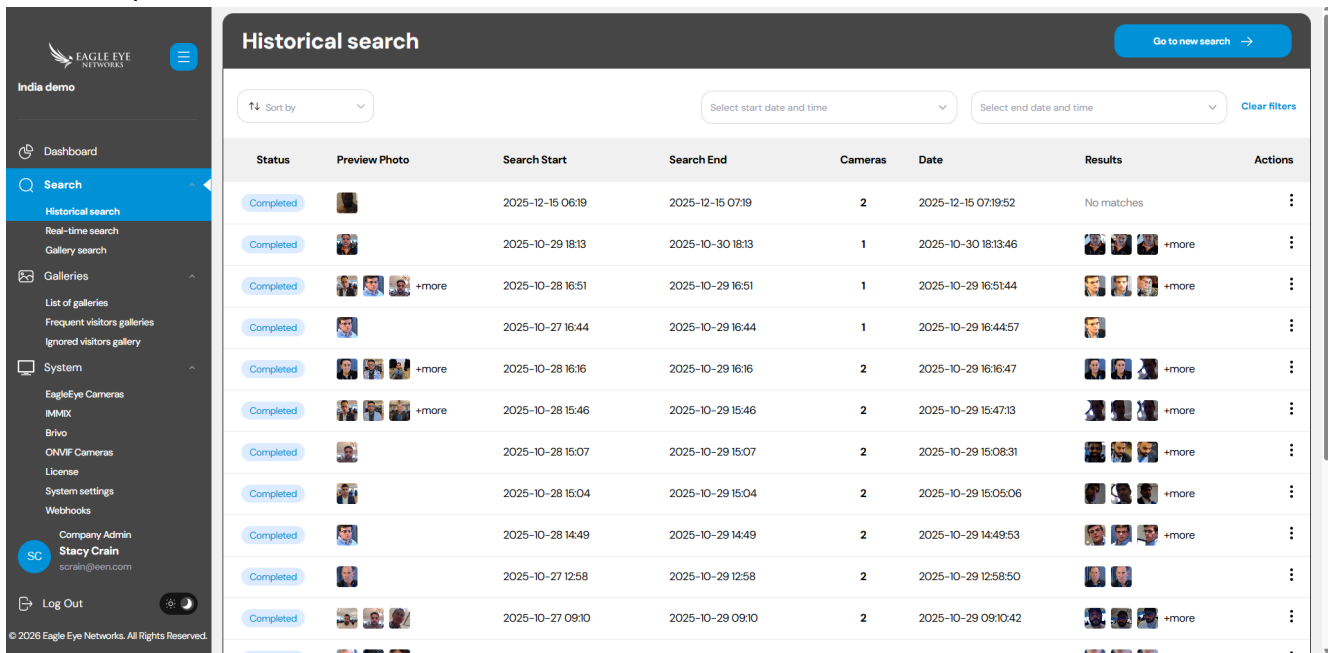 EAGLE EYE
NETWORKS
India demo
Dashboard
Search
Historical search
Real-time search
Gallery search
Galleries
List of galleries
Frequent visitors galleries
Ignored visitors gallery
System
EagleEye Cameras
IMMIX
Brivo
ONVIF Cameras
License
System settings
Webhooks
Company Admin
SC
Stacy Crain
scrain@een.com
Log Out
© 2026 Eagle Eye Networks. All Rights Reserved.
Historical search
Go to new search
Sort by
Select start date and time
Select end date and time
Clear filters
Status Preview Photo Search Start Search End Cameras Date Results Actions
Completed 2025-12-15 06:19 2025-12-15 07:19 2 2025-12-15 07:19:52 No matches
Completed 2025-10-29 18:13 2025-10-30 18:13 1 2025-10-30 18:13:46 +more
Completed +more 2025-10-28 16:51 2025-10-29 16:51 1 2025-10-29 16:51:44 +more
Completed 2025-10-27 16:44 2025-10-29 16:44 1 2025-10-29 16:44:57
Completed +more 2025-10-28 16:16 2025-10-29 16:16 2 2025-10-29 16:16:47 +more
Completed +more 2025-10-28 15:46 2025-10-29 15:46 2 2025-10-29 15:47:13 +more
Completed 2025-10-28 15:07 2025-10-29 15:07 2 2025-10-29 15:08:31 +more
Completed 2025-10-28 15:04 2025-10-29 15:04 2 2025-10-29 15:05:06 +more
Completed 2025-10-28 14:49 2025-10-29 14:49 2 2025-10-29 14:49:53 +more
Completed 2025-10-27 12:58 2025-10-29 12:58 2 2025-10-29 12:58:50
Completed 2025-10-27 09:10 2025-10-29 09:10 2 2025-10-29 09:10:42 +more